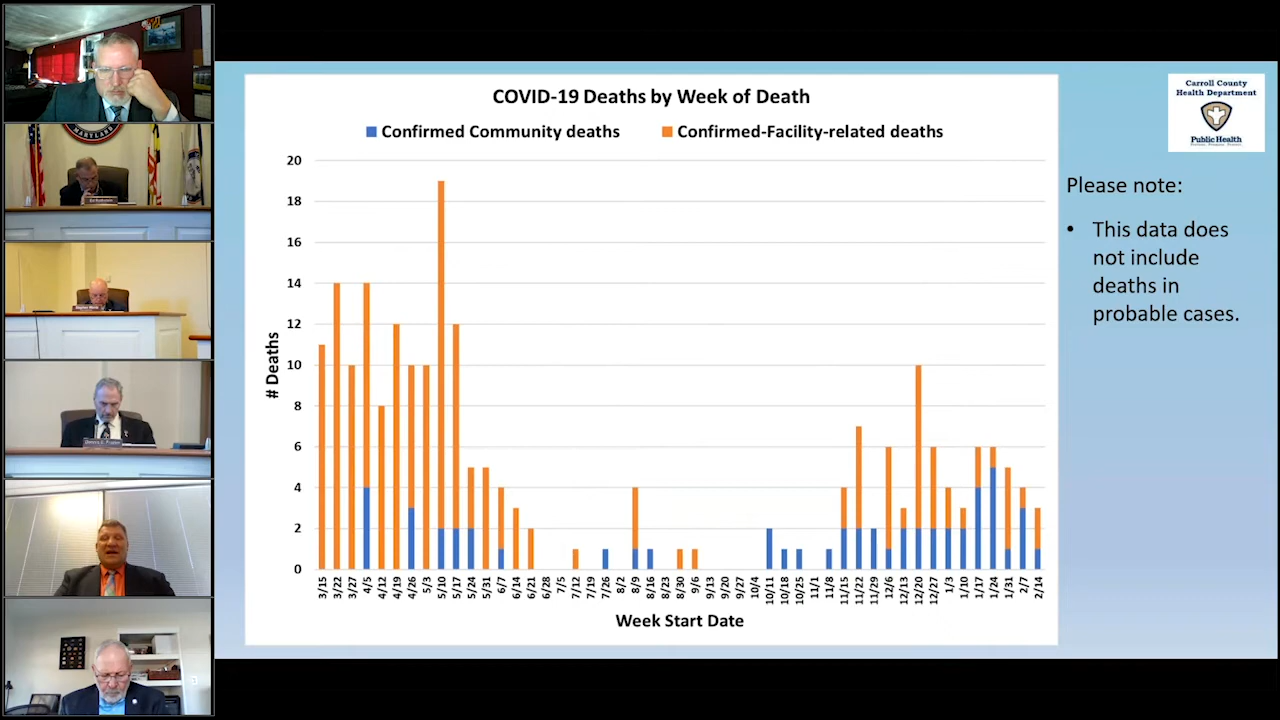 MARYLAND
COVID-19 Deaths by Week of Death
Confirmed Community deaths
Confirmed-Facility-related deaths
20
18
16
14
12
10
8
6
4
2
0
# Deaths
3/15 3/22 3/27 4/5 4/12 4/19 4/26 5/3 5/10 5/17 5/24 5/31 6/7 6/14 6/21 6/28 7/5 7/12 7/19 7/26 8/2 8/9 8/16 8/23 8/30 9/6 9/13 9/20 9/27 10/4 10/11 10/18 10/25 11/1 11/8 11/15 11/22 11/29 12/6 12/13 12/20 12/27 1/3 1/10 1/17 1/24 1/31 2/7 2/14
Week Start Date
Carroll County
Health Department
Public Health
Please note:
• This data does
not include
deaths in
probable cases.